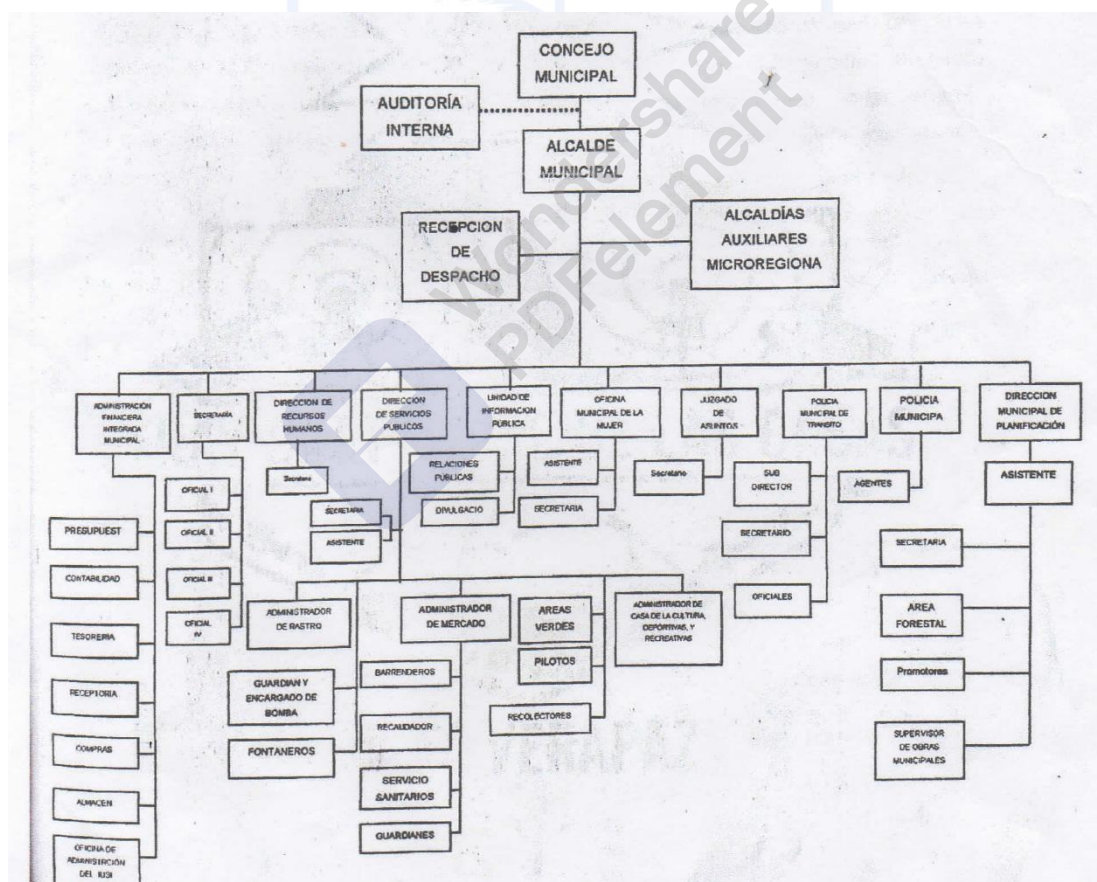 CONCEJO
MUNICIPAL
AUDITORÍA
INTERNA
ALCALDE
MUNICIPAL
RECEPCION
DE
DESPACHO
ALCALDÍAS
AUXILIARES
MICROREGIONA
Wondershare
PDFelement
ADMINISTRACIÓN
FINANCIERA
INTEGRADA
MUNICIPAL
SECRETARÍA
DIRECCION DE
RECURSOS
HUMANOS
DIRECCION
DE SERVICIOS
PUBLICOS
UNIDAD DE
INFORMACION
PÚBLICA
OFICINA
MUNICIPAL DE LA
MUJER
JUZGADO
DE
ASUNTOS
POLICIA
MUNICIPAL DE
TRANSITO
POLICIA
MUNICIPA
DIRECCION
MUNICIPAL DE
PLANIFICACIÓN
PRESUPUEST
CONTABILIDAD
TESORERIA
RECEPTORIA
COMPRAS
ALMACEN
OFICINA DE
DEL IUSI
OFICIAL I
OFICIAL II
OFICIAL III
OFICIAL
IV
Secretario
SECRETARIA
ASISTENTE
RELACIONES
PUBLICAS
DIVULGACIÓ
ASISTENTE
SECRETARIA
Secretario
SUB
DIRECTOR
SECRETARIO
OFICIALES
AGENTES
ASISTENTE
SECRETARIA
AREA
FORESTAL
Promotores
SUPERVISOR
DE OBRAS
MUNICIPALES
ADMINISTRADOR
DE RASTRO
ADMINISTRADOR
DE MERCADO
AREAS
VERDES
ADMINISTRADOR DE
CASA DE LA CULTURA,
DEPORTIVAS, Y
RECREATIVAS
PILOTOS
RECOLECTORES
GUARDIAN Y
ENCARGADO DE
BOMBA
FONTANEROS
BARRENDEROS
RECAUDADOR
SERVICIO
SANITARIOS
GUARDIANES